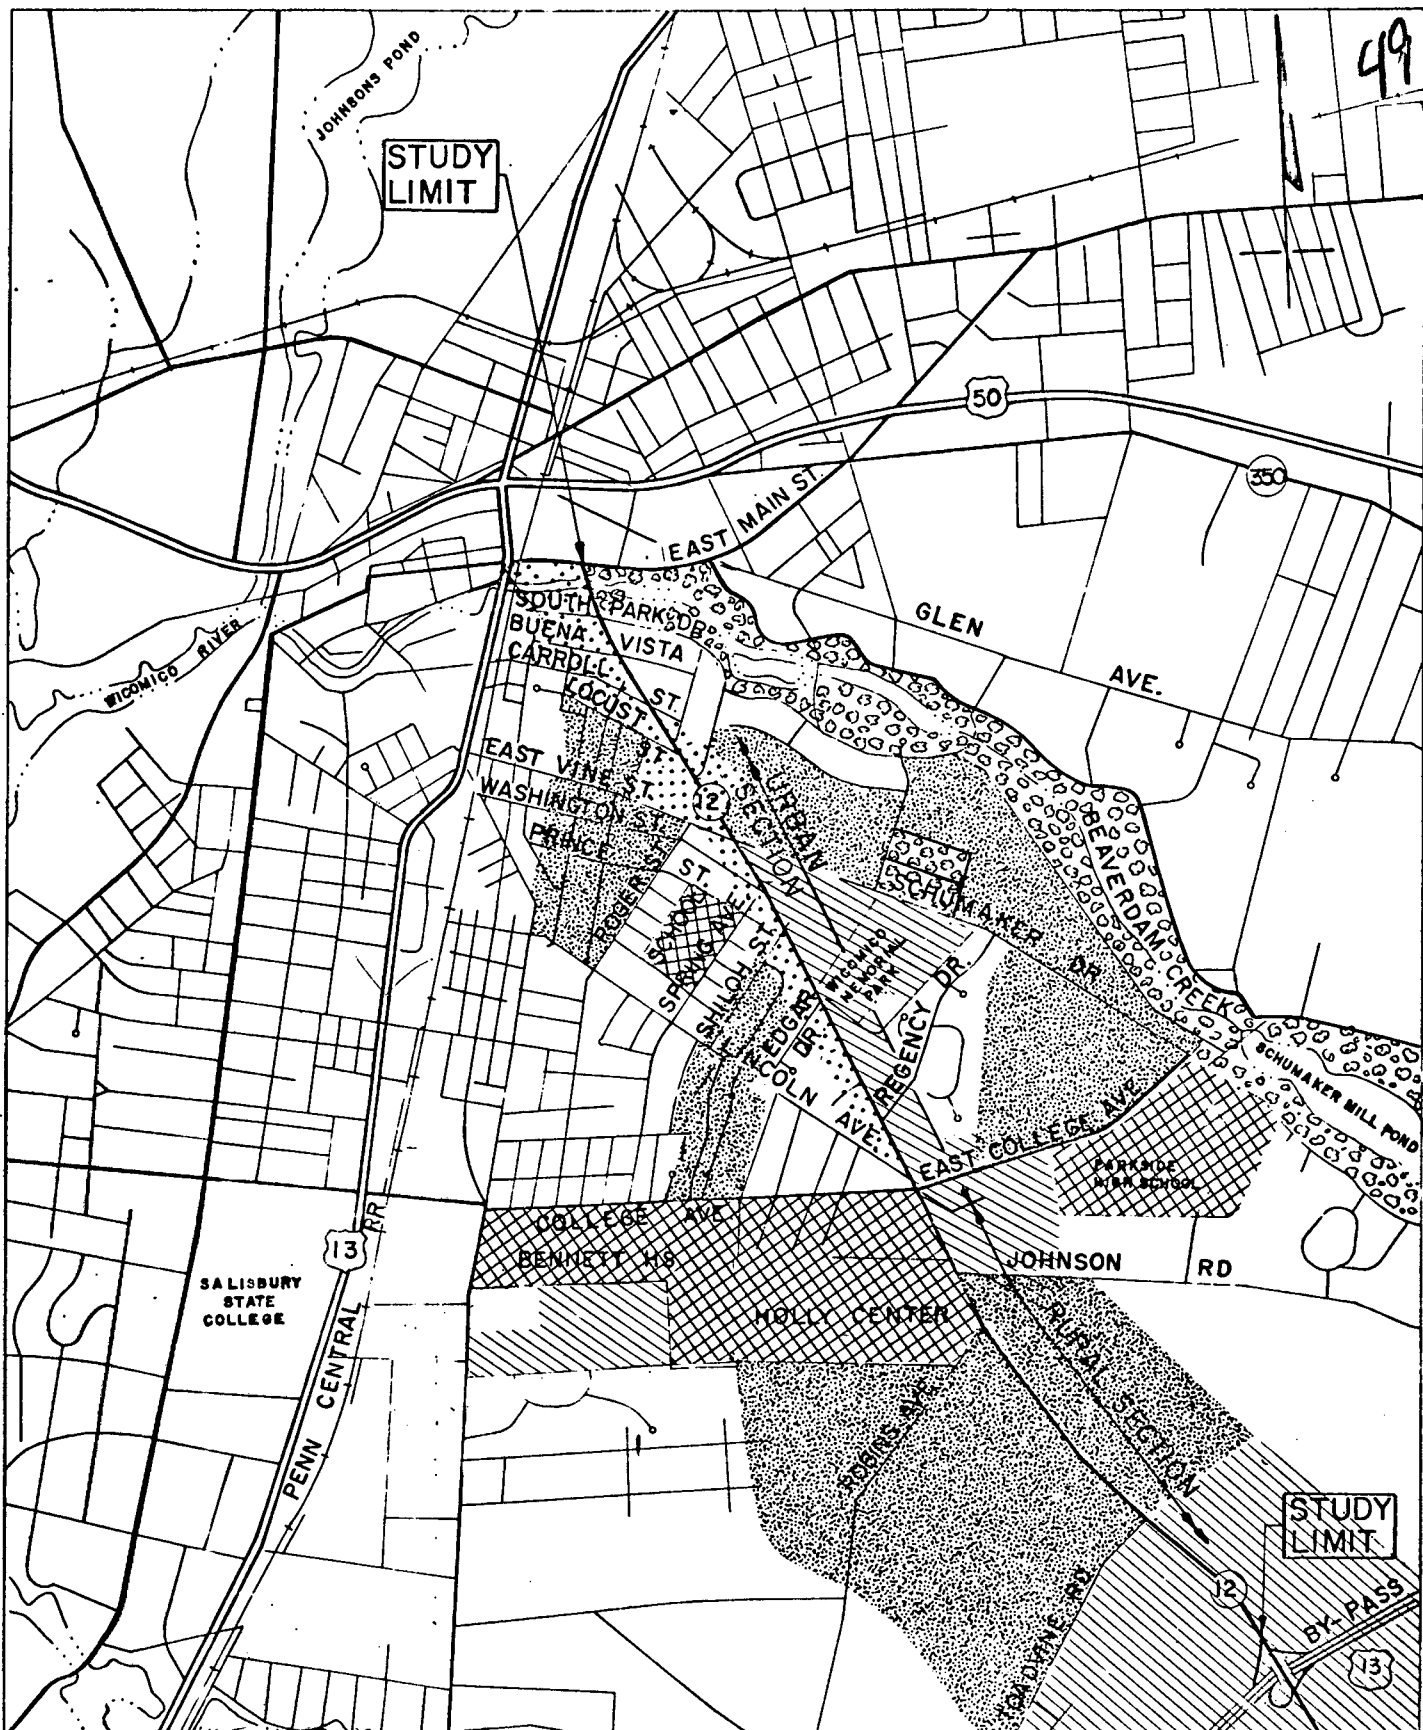 49
JOHNSONS POND
STUDY
LIMIT
50
350
EAST MAIN ST.
GLEN
AVE.
WICOMICO RIVER
SOUTH PARK DR.
BUENA VISTA
CARROLL ST.
LOCUST ST.
EAST VINE ST.
WASHINGTON ST.
PRINCE ST.
12
URBAN
SECTION
ROGER ST.
SCHOOL
SPRING AVE.
SHILOH ST.
EDGAR
DR.
LINCOLN AVE.
WICOMICO
MEMORIAL
PARK
REGENCY DR.
SCHUMAKER DR.
BEAVERDAM CREEK
SCHUMAKER MILL POND
EAST COLLEGE AVE.
PARKSIDE
HIGH SCHOOL
COLLEGE AVE.
BENNETT HS
HOLLY CENTER
JOHNSON RD
13
SALISBURY
STATE
COLLEGE
PENN CENTRAL RR.
RURAL SECTION
ROBINS AVE.
TOADVINE RD
STUDY
LIMIT
12
BY-PASS
13